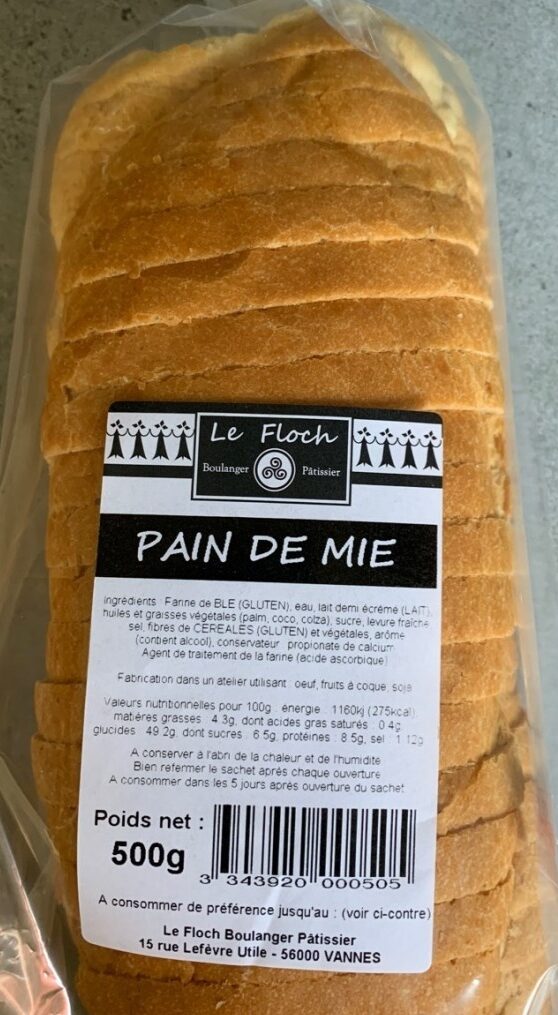 Le Floch
Boulanger Pâtissier
PAIN DE MIE
Ingrédients : Farine de BLE (GLUTEN), eau, lait demi écrémé (LAIT),
huiles et graisses végétales (palm, coco, colza), sucre, levure fraîche
sel, fibres de CEREALES (GLUTEN) et végétales, arôme
(contient alcool), conservateur : propionate de calcium
Agent de traitement de la farine (acide ascorbique)
Fabrication dans un atelier utilisant : oeuf, fruits à coque, soja
Valeurs nutritionnelles pour 100g : énergie : 1160kj (275kcal),
matières grasses : 4.3g, dont acides gras saturés : 0.4g,
glucides : 49.2g, dont sucres : 6.5g, protéines : 8.5g, sel : 1.12g
A conserver à l'abri de la chaleur et de l'humidité
Bien refermer le sachet après chaque ouverture
A consommer dans les 5 jours après ouverture du sachet
Poids net :
500g
3 343920 000505
A consommer de préférence jusqu'au : (voir ci-contre)
Le Floch Boulanger Pâtissier
15 rue Lefèvre Utile - 56000 VANNES